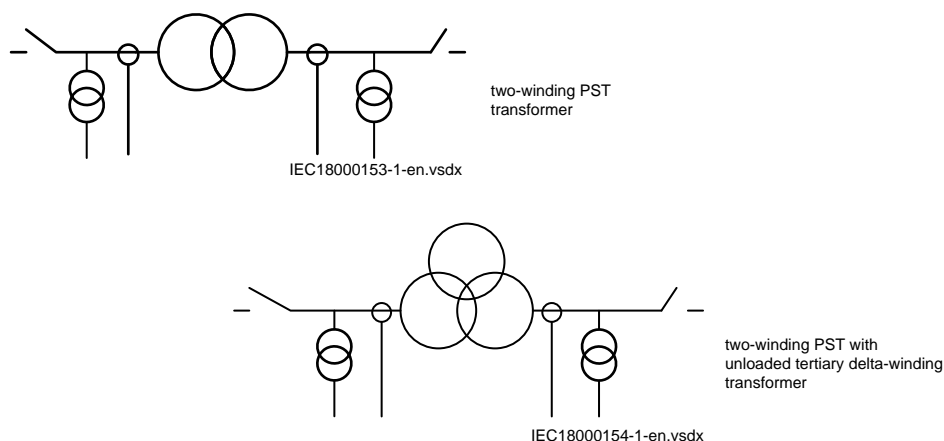 two-winding PST
transformer
IEC18000153-1-en.vsdx
two-winding PST with
unloaded tertiary delta-winding
transformer
IEC18000154-1-en.vsdx